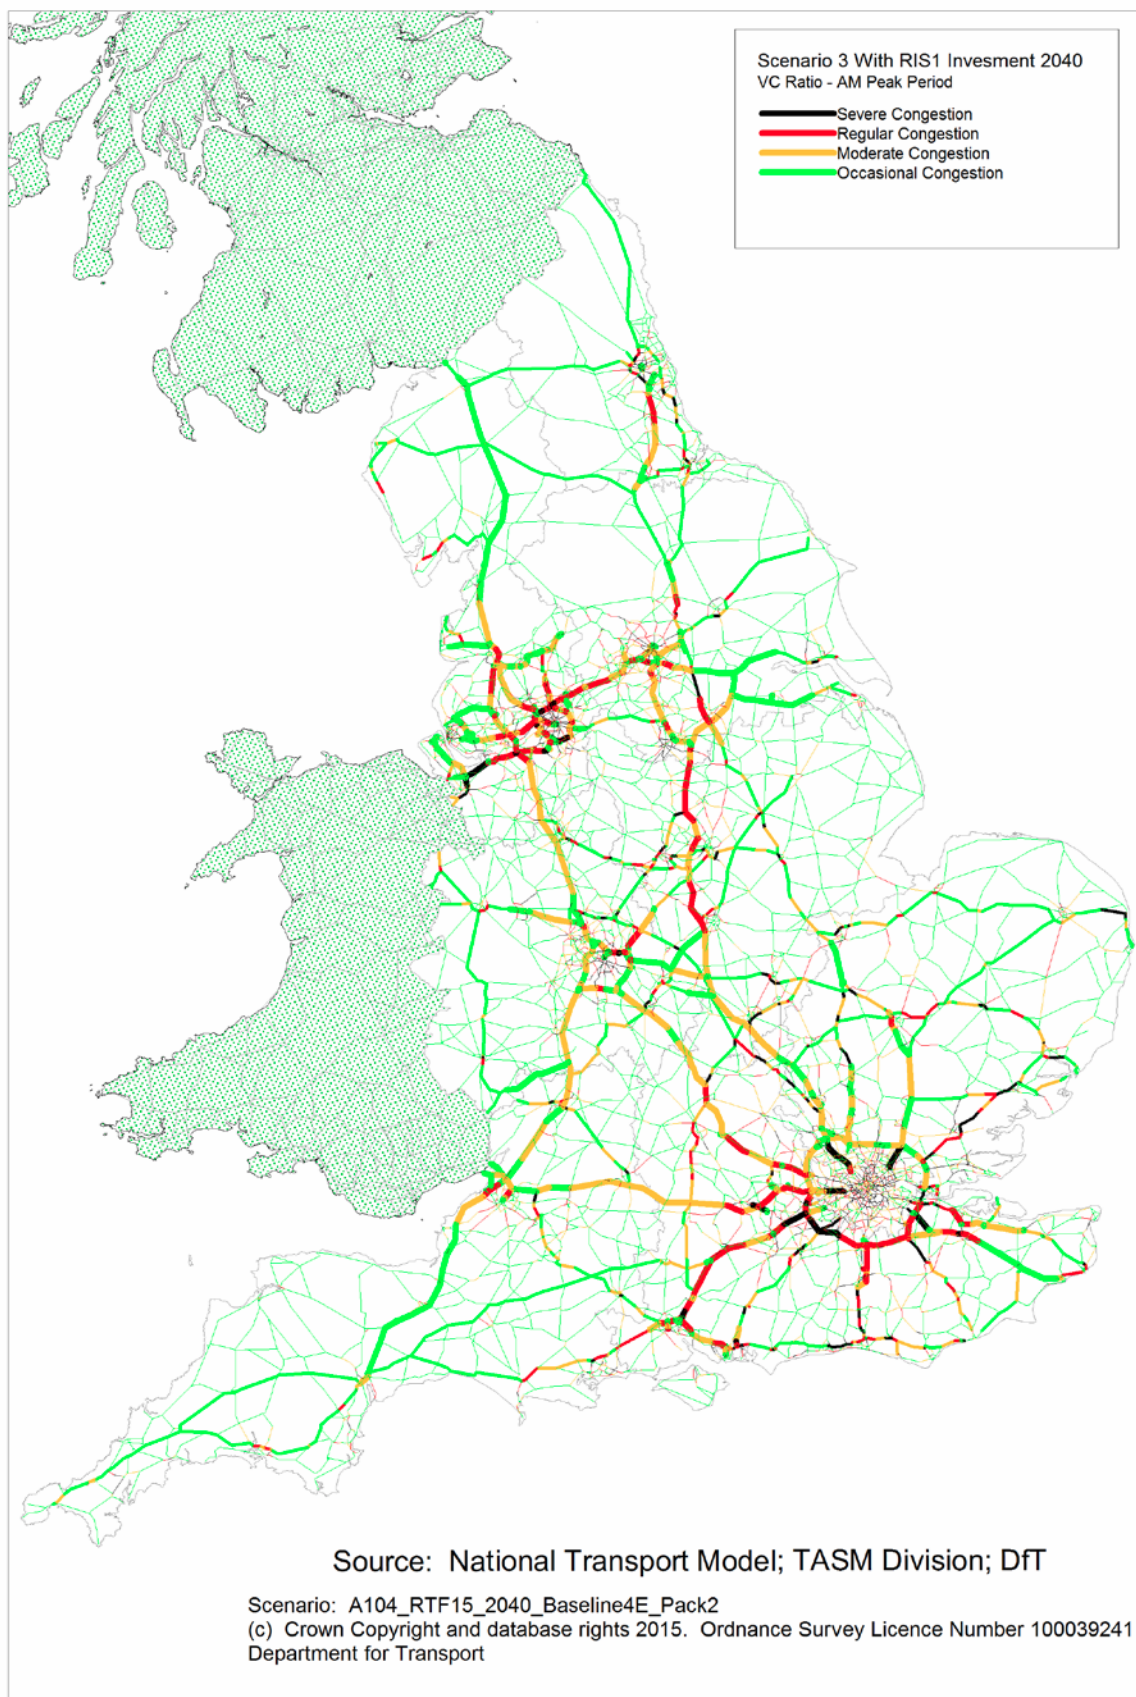 Scenario 3 With RIS1 Invesment 2040
VC Ratio - AM Peak Period
Severe Congestion
Regular Congestion
Moderate Congestion
Occasional Congestion
Source: National Transport Model; TASM Division; DfT
Scenario: A104_RTF15_2040_Baseline4E_Pack2
(c) Crown Copyright and database rights 2015. Ordnance Survey Licence Number 100039241
Department for Transport